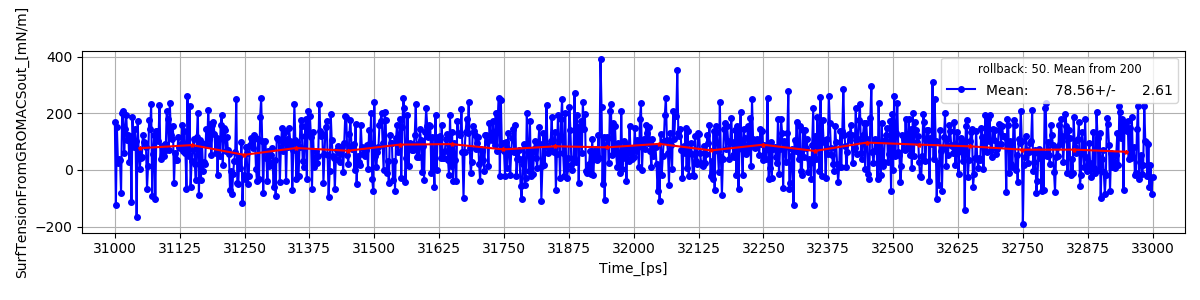 SurfTensionFromGROMACSout_[mN/m]
400
200
0
−200
rollback: 50. Mean from 200
Mean: 78.56+/- 2.61
31000 31125 31250 31375 31500 31625 31750 31875 32000 32125 32250 32375 32500 32625 32750 32875 33000
Time_[ps]